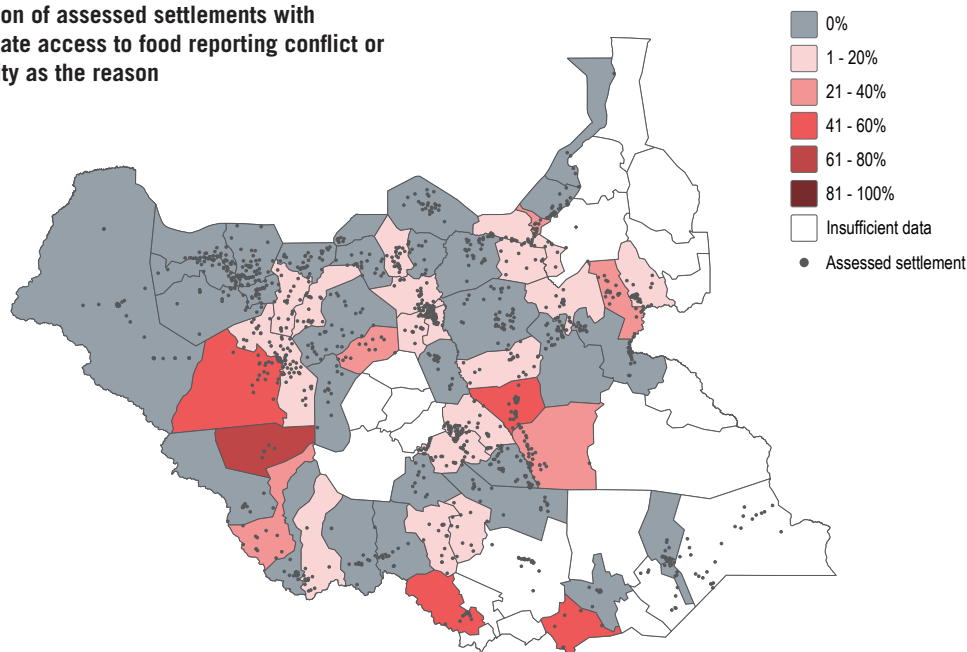 on of assessed settlements with
ate access to food reporting conflict or
ity as the reason
0%
1 - 20%
21 - 40%
41 - 60%
61 - 80%
81 - 100%
Insufficient data
Assessed settlement